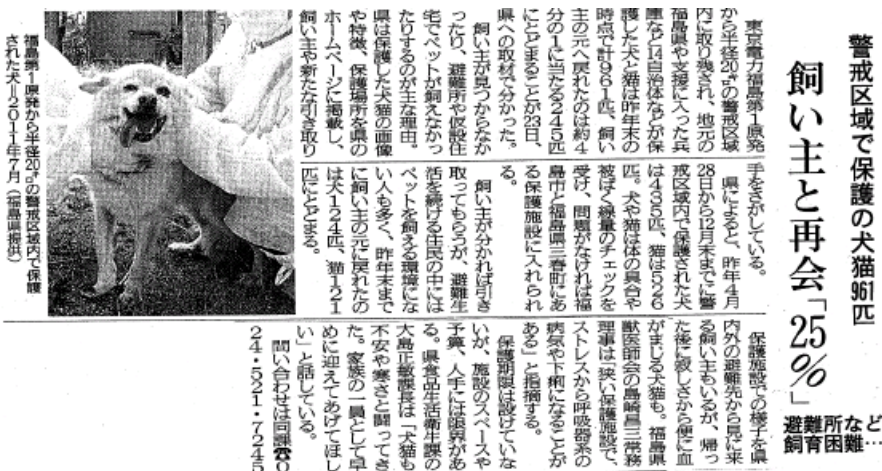 警戒区域で保護の犬猫961匹
飼い主と再会「25%」
避難所など
飼育困難…
東京電力福島第1原発
から半径20㌔の警戒区域
内に取り残され、地元の
福島県や支援に入った兵
庫など14自治体などが保
護した犬と猫は昨年末の
時点で計961匹、飼い
主の元へ戻れたのは約4
分の1に当たる245匹
にとどまることが23日、
県への取材で分かった。
飼い主が見つからなか
ったり、避難所や仮設住
宅でペットが飼えなかっ
たりするのが主な理由。
県は保護した犬猫の画像
や特徴、保護場所を県の
ホームページに掲載し、
飼い主や新たな引き取り
手をさがしている。
県によると、昨年4月
28日から12月末までに警
戒区域内で保護された犬
は435匹、猫は526
匹。犬や猫は体の具合や
被ばく線量のチェックを
受け、問題がなければ福
島市と福島県三春町にあ
る保護施設に入れられ
る。
飼い主が分かれば引き
取ってもらうが、避難生
活を続ける住民の中には
ペットを飼える環境にな
い人も多く、昨年末まで
に飼い主の元に戻れたの
は犬124匹、猫121
匹にとどまる。
保護施設での様子を県
内外の避難先から見に来
る飼い主もいるが、帰っ
た後に寂しさから便に血
がまじる犬猫も。福島県
獣医師会の島崎昌三常務
理事は「狭い保護施設で、
ストレスから呼吸器系の
病気や下痢になることが
ある」と指摘する。
保護期限は設けていな
いが、施設のスペースや
予算、人手には限界があ
る。県食品生活衛生課の
大島正敏課長は「犬猫も
不安や寒さと闘ってき
た。家族の一員として早
めに迎えてあげてほし
い」と話している。
問い合わせは同課☎0
24・521・7245
福島第1原発から半径20㌔の警戒区域内で保護
された犬＝2011年7月（福島県提供）